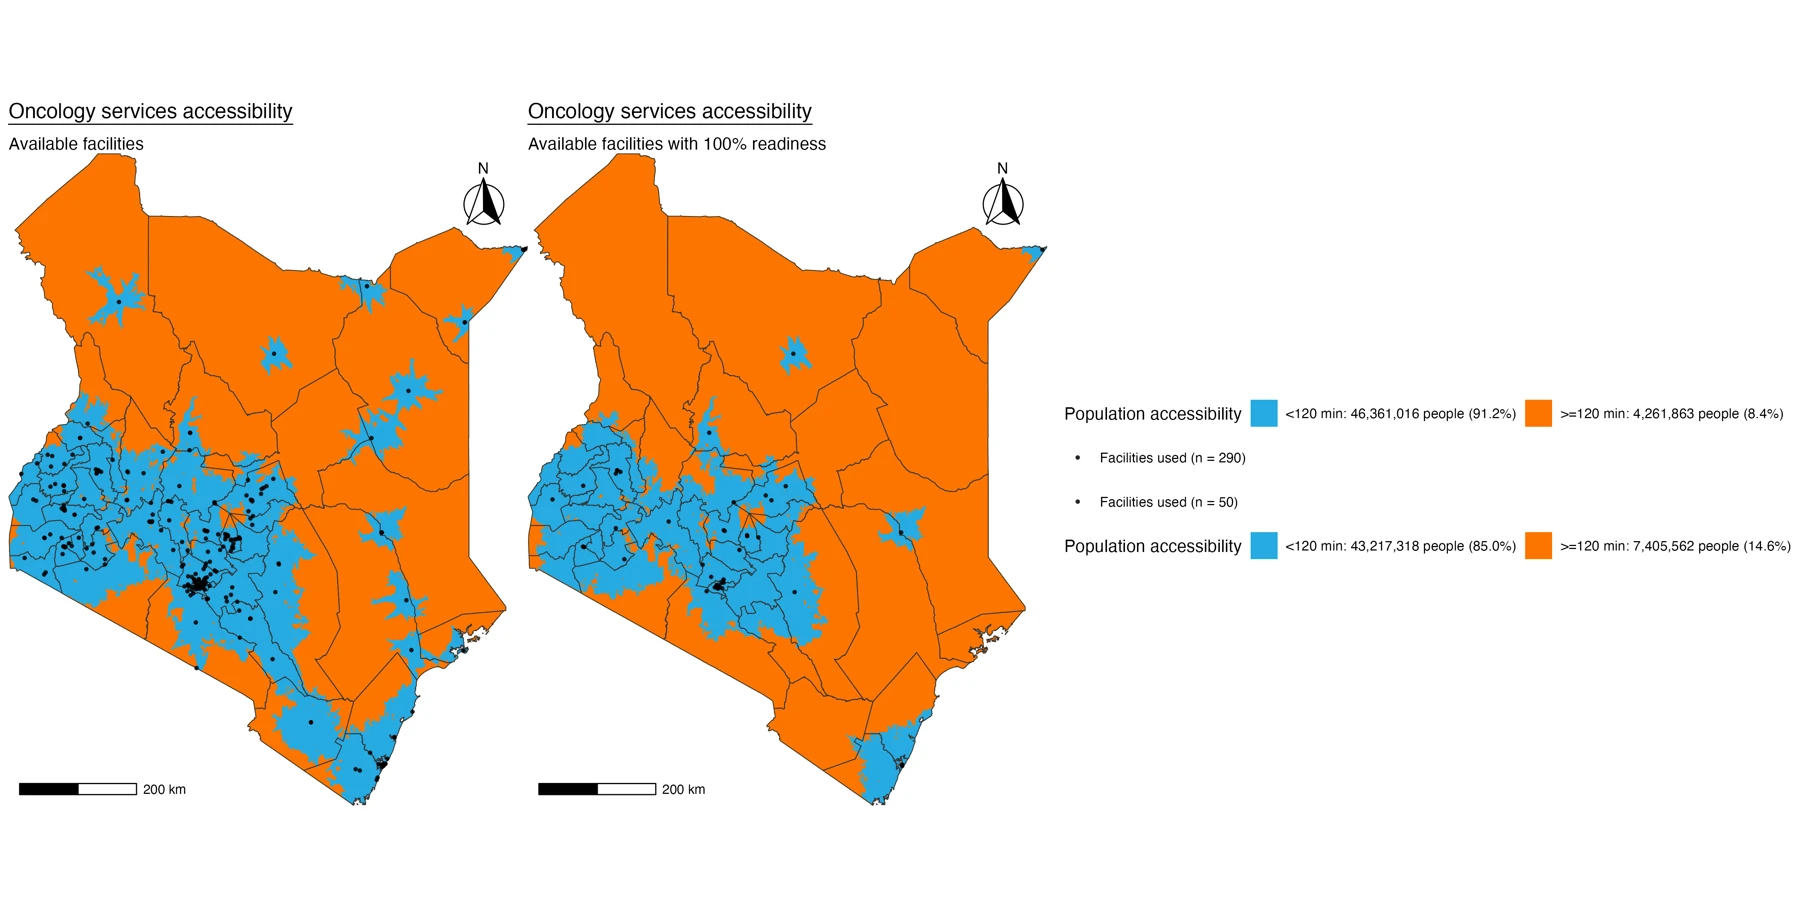 Oncology services accessibility
Available facilities
N
200 km
Oncology services accessibility
Available facilities with 100% readiness
N
200 km
Population accessibility <120 min: 46,361,016 people (91.2%) >=120 min: 4,261,863 people (8.4%)
Facilities used (n = 290)
Facilities used (n = 50)
Population accessibility <120 min: 43,217,318 people (85.0%) >=120 min: 7,405,562 people (14.6%)